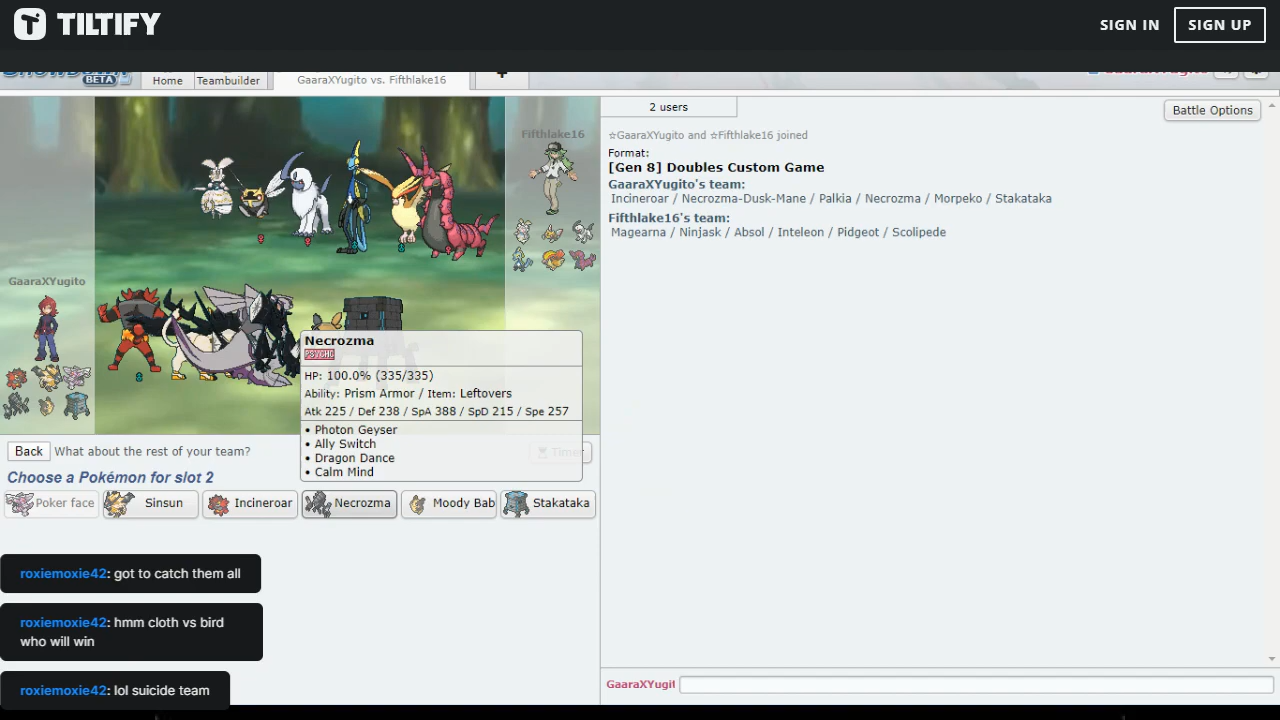 TILTIFY
SIGN IN
SIGN UP
BETA
Home
Teambuilder
GaaraXYugito vs. Fifthlake16
+
2 users
Battle Options
☆GaaraXYugito and ☆Fifthlake16 joined
Format:
[Gen 8] Doubles Custom Game
GaaraXYugito's team:
Incineroar / Necrozma-Dusk-Mane / Palkia / Necrozma / Morpeko / Stakataka
Fifthlake16's team:
Magearna / Ninjask / Absol / Inteleon / Pidgeot / Scolipede
Fifthlake16
GaaraXYugito
Necrozma
PSYCHC
HP: 100.0% (335/335)
Ability: Prism Armor / Item: Leftovers
Atk 225 / Def 238 / SpA 388 / SpD 215 / Spe 257
• Photon Geyser
• Ally Switch
• Dragon Dance
• Calm Mind
Back
What about the rest of your team?
Timer
Choose a Pokémon for slot 2
Poker face
Sinsun
Incineroar
Necrozma
Moody Bab
Stakataka
roxiemoxie42: got to catch them all
roxiemoxie42: hmm cloth vs bird
who will win
roxiemoxie42: lol suicide team
GaaraXYugit